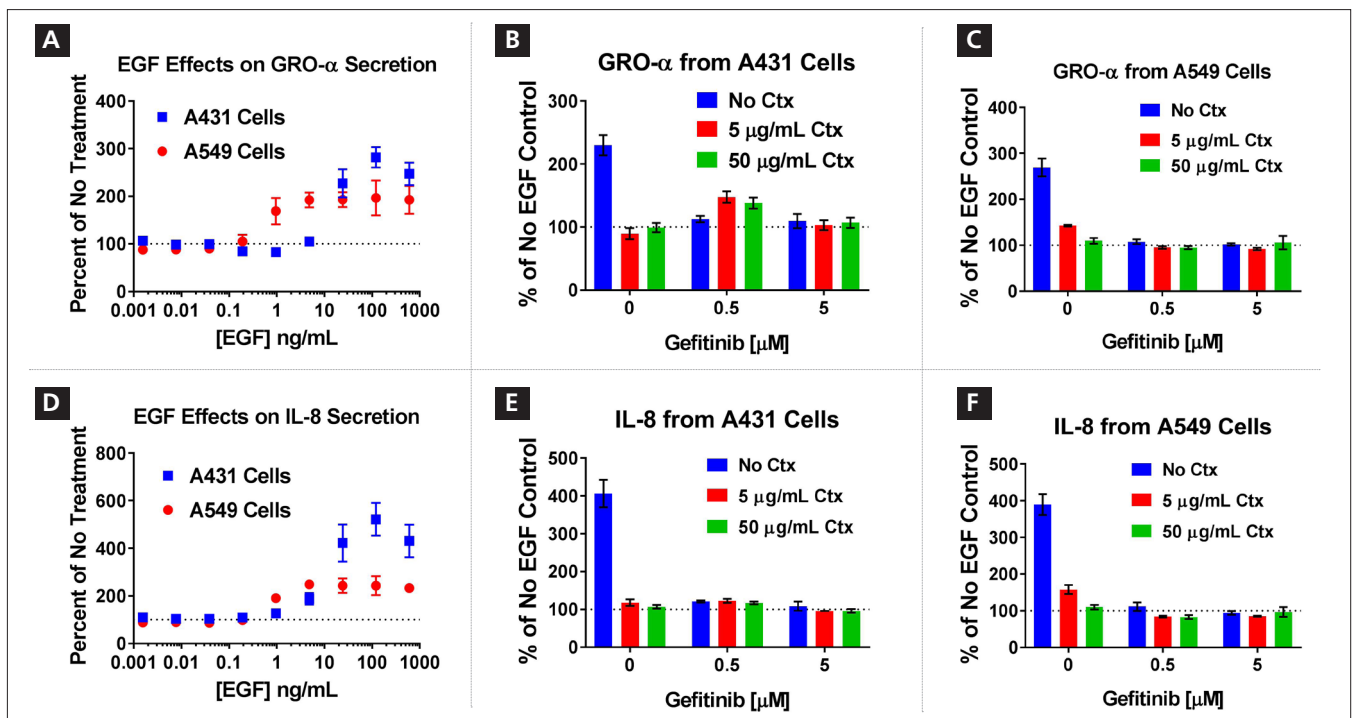 A
EGF Effects on GRO-α Secretion
Percent of No Treatment
400
300
200
100
0
A431 Cells
A549 Cells
0.001 0.01 0.1 1 10 100 1000
[EGF] ng/mL
B
GRO-α from A431 Cells
% of No EGF Control
300
200
100
0
No Ctx
5 μg/mL Ctx
50 μg/mL Ctx
0 0.5 5
Gefitinib [μM]
C
GRO-α from A549 Cells
% of No EGF Control
400
300
200
100
0
No Ctx
5 μg/mL Ctx
50 μg/mL Ctx
0 0.5 5
Gefitinib [μM]
D
EGF Effects on IL-8 Secretion
Percent of No Treatment
800
600
400
200
0
A431 Cells
A549 Cells
0.001 0.01 0.1 1 10 100 1000
[EGF] ng/mL
E
IL-8 from A431 Cells
% of No EGF Control
500
400
300
200
100
0
No Ctx
5 μg/mL Ctx
50 μg/mL Ctx
0 0.5 5
Gefitinib [μM]
F
IL-8 from A549 Cells
% of No EGF Control
500
400
300
200
100
0
No Ctx
5 μg/mL Ctx
50 μg/mL Ctx
0 0.5 5
Gefitinib [μM]